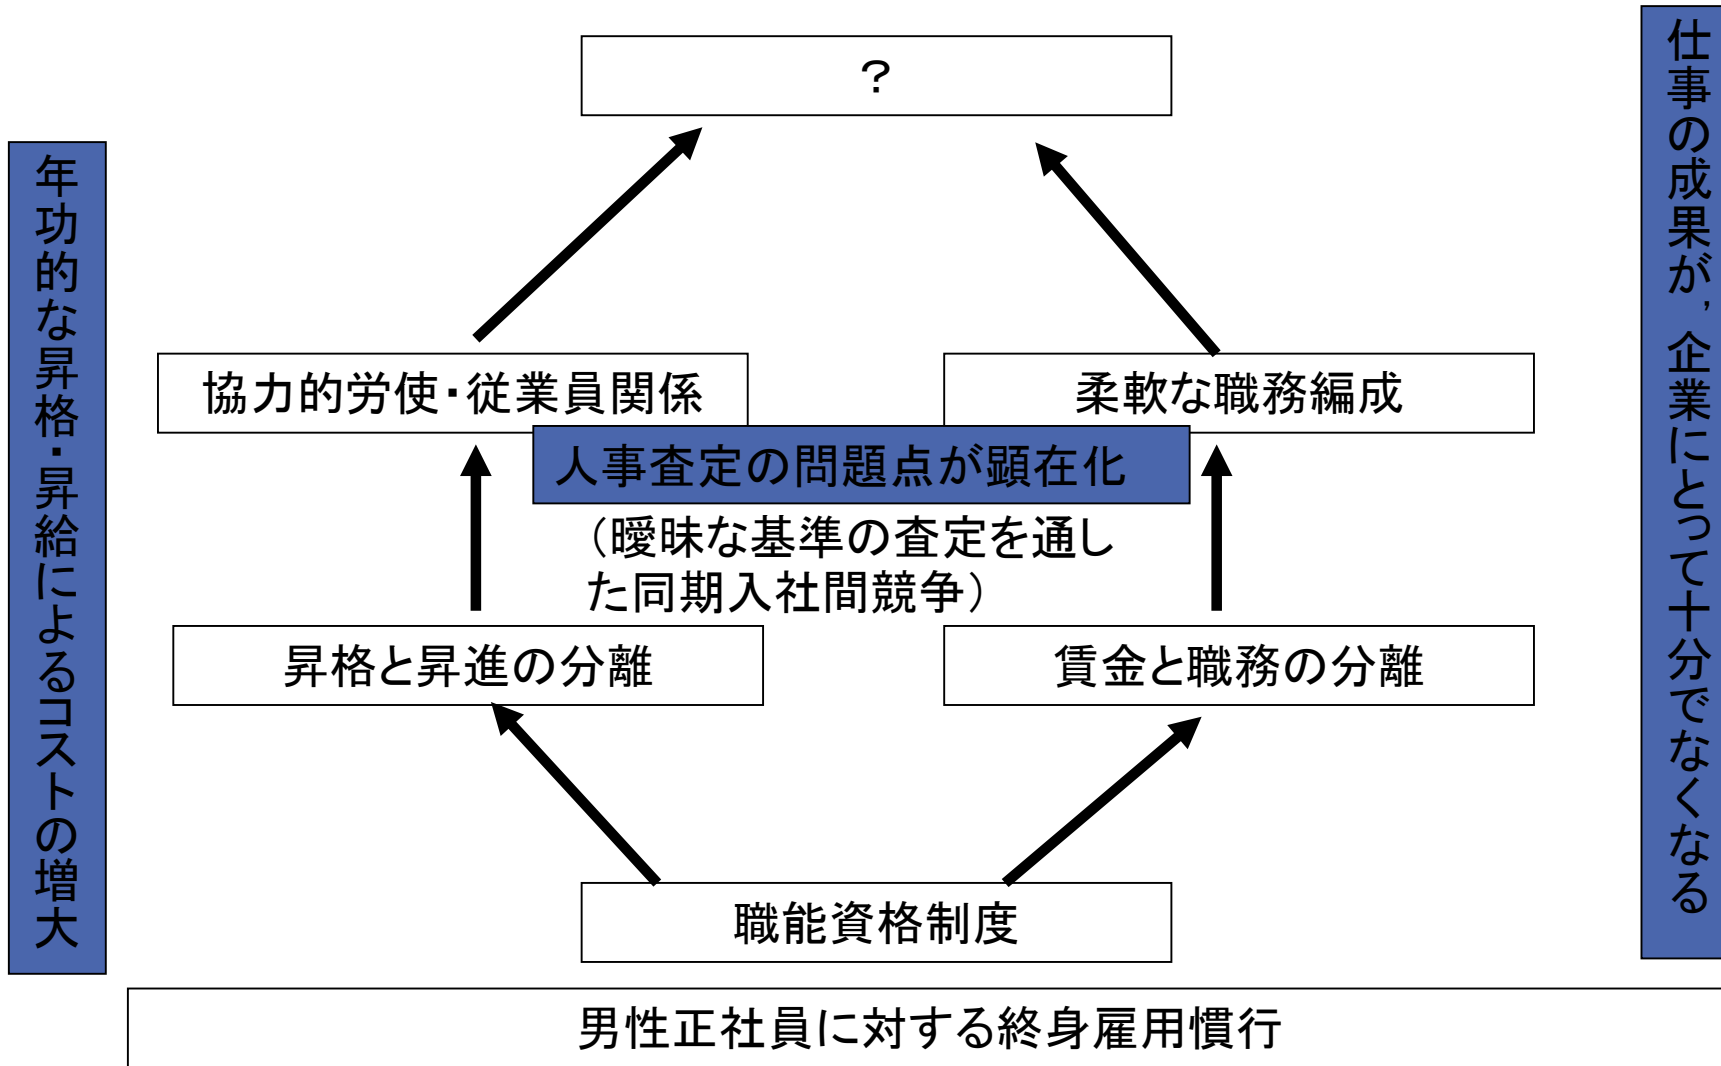 ?
仕事の成果が,企業にとって十分でなくなる
年功的な昇格・昇給によるコストの増大
協力的労使・従業員関係
柔軟な職務編成
人事査定の問題点が顕在化
（曖昧な基準の査定を通し
た同期入社間競争）
昇格と昇進の分離
賃金と職務の分離
職能資格制度
男性正社員に対する終身雇用慣行